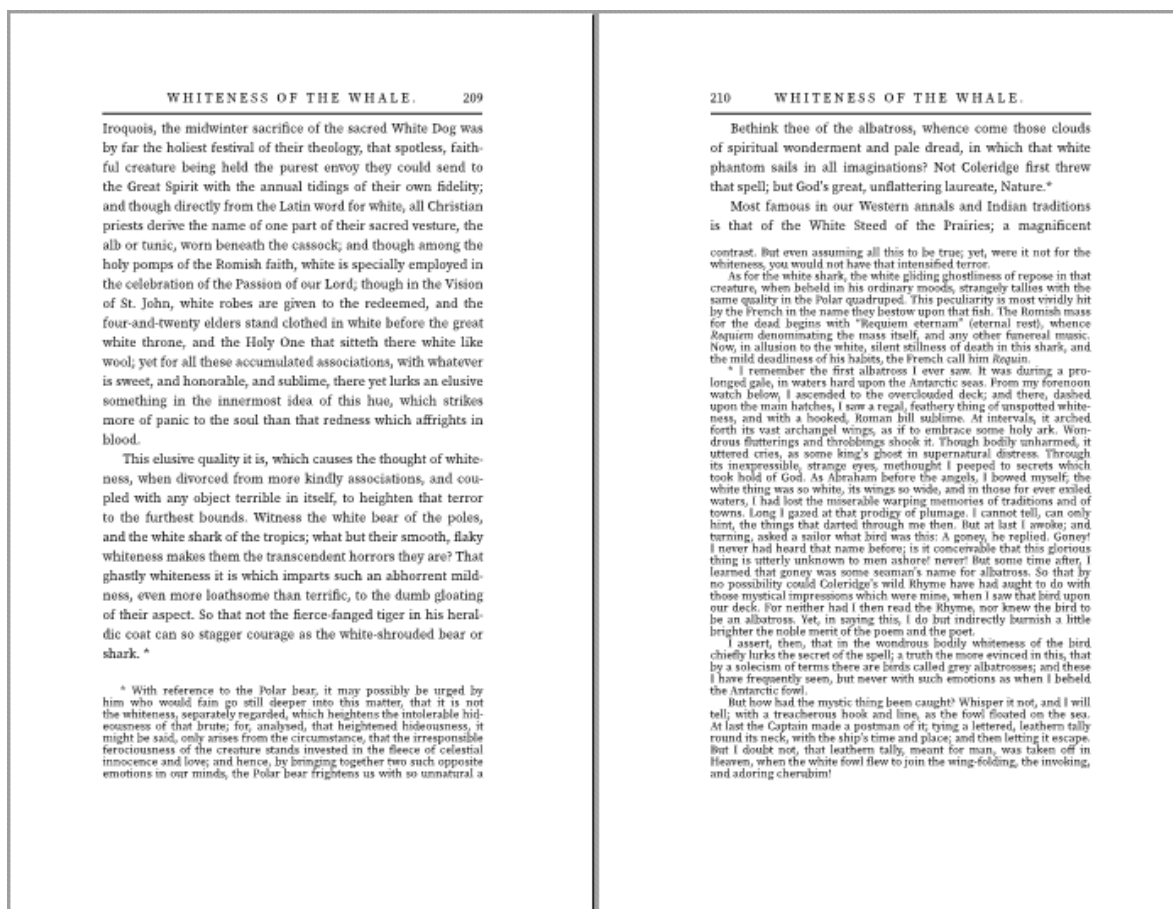 WHITENESS OF THE WHALE. 209
Iroquois, the midwinter sacrifice of the sacred White Dog was
by far the holiest festival of their theology, that spotless, faith-
ful creature being held the purest envoy they could send to
the Great Spirit with the annual tidings of their own fidelity;
and though directly from the Latin word for white, all Christian
priests derive the name of one part of their sacred vesture, the
alb or tunic, worn beneath the cassock; and though among the
holy pomps of the Romish faith, white is specially employed in
the celebration of the Passion of our Lord; though in the Vision
of St. John, white robes are given to the redeemed, and the
four-and-twenty elders stand clothed in white before the great
white throne, and the Holy One that sitteth there white like
wool; yet for all these accumulated associations, with whatever
is sweet, and honorable, and sublime, there yet lurks an elusive
something in the innermost idea of this hue, which strikes
more of panic to the soul than that redness which affrights in
blood.
This elusive quality it is, which causes the thought of white-
ness, when divorced from more kindly associations, and cou-
pled with any object terrible in itself, to heighten that terror
to the furthest bounds. Witness the white bear of the poles,
and the white shark of the tropics; what but their smooth, flaky
whiteness makes them the transcendent horrors they are? That
ghastly whiteness it is which imparts such an abhorrent mild-
ness, even more loathsome than terrific, to the dumb gloating
of their aspect. So that not the fierce-fanged tiger in his heral-
dic coat can so stagger courage as the white-shrouded bear or
shark. *
* With reference to the Polar bear, it may possibly be urged by
him who would fain go still deeper into this matter, that it is not
the whiteness, separately regarded, which heightens the intolerable hid-
eousness of that brute; for, analysed, that heightened hideousness, it
might be said, only arises from the circumstance, that the irresponsible
ferociousness of the creature stands invested in the fleece of celestial
innocence and love; and hence, by bringing together two such opposite
emotions in our minds, the Polar bear frightens us with so unnatural a
210 WHITENESS OF THE WHALE.
Bethink thee of the albatross, whence come those clouds
of spiritual wonderment and pale dread, in which that white
phantom sails in all imaginations? Not Coleridge first threw
that spell; but God's great, unflattering laureate, Nature.*
Most famous in our Western annals and Indian traditions
is that of the White Steed of the Prairies; a magnificent
contrast. But even assuming all this to be true; yet, were it not for the
whiteness, you would not have that intensified terror.
As for the white shark, the white gliding ghostliness of repose in that
creature, when beheld in his ordinary moods, strangely tallies with the
same quality in the Polar quadruped. This peculiarity is most vividly hit
by the French in the name they bestow upon that fish. The Romish mass
for the dead begins with "Requiem eternam" (eternal rest), whence
Requiem denominating the mass itself, and any other funereal music.
Now, in allusion to the white, silent stillness of death in this shark, and
the mild deadliness of his habits, the French call him Requin.
* I remember the first albatross I ever saw. It was during a pro-
longed gale, in waters hard upon the Antarctic seas. From my forenoon
watch below, I ascended to the overclouded deck; and there, dashed
upon the main hatches, I saw a regal, feathery thing of unspotted white-
ness, and with a hooked, Roman bill sublime. At intervals, it arched
forth its vast archangel wings, as if to embrace some holy ark. Won-
drous flutterings and throbbings shook it. Though bodily unharmed, it
uttered cries, as some king's ghost in supernatural distress. Through
its inexpressible, strange eyes, methought I peeped to secrets which
took hold of God. As Abraham before the angels, I bowed myself; the
white thing was so white, its wings so wide, and in those for ever exiled
waters, I had lost the miserable warping memories of traditions and of
towns. Long I gazed at that prodigy of plumage. I cannot tell, can only
hint, the things that darted through me then. But at last I awoke; and
turning, asked a sailor what bird was this: A goney, he replied. Goney!
I never had heard that name before; is it conceivable that this glorious
thing is utterly unknown to men ashore! never! But some time after, I
learned that goney was some seaman's name for albatross. So that by
no possibility could Coleridge's wild Rhyme have had aught to do with
those mystical impressions which were mine, when I saw that bird upon
our deck. For neither had I then read the Rhyme, nor knew the bird to
be an albatross. Yet, in saying this, I do but indirectly burnish a little
brighter the noble merit of the poem and the poet.
I assert, then, that in the wondrous bodily whiteness of the bird
chiefly lurks the secret of the spell; a truth the more evinced in this, that
by a solecism of terms there are birds called grey albatrosses; and these
I have frequently seen, but never with such emotions as when I beheld
the Antarctic fowl.
But how had the mystic thing been caught? Whisper it not, and I will
tell; with a treacherous hook and line, as the fowl floated on the sea.
At last the Captain made a postman of it; tying a lettered, leathern tally
round its neck, with the ship's time and place; and then letting it escape.
But I doubt not, that leathern tally, meant for man, was taken off in
Heaven, when the white fowl flew to join the wing-folding, the invoking,
and adoring cherubim!